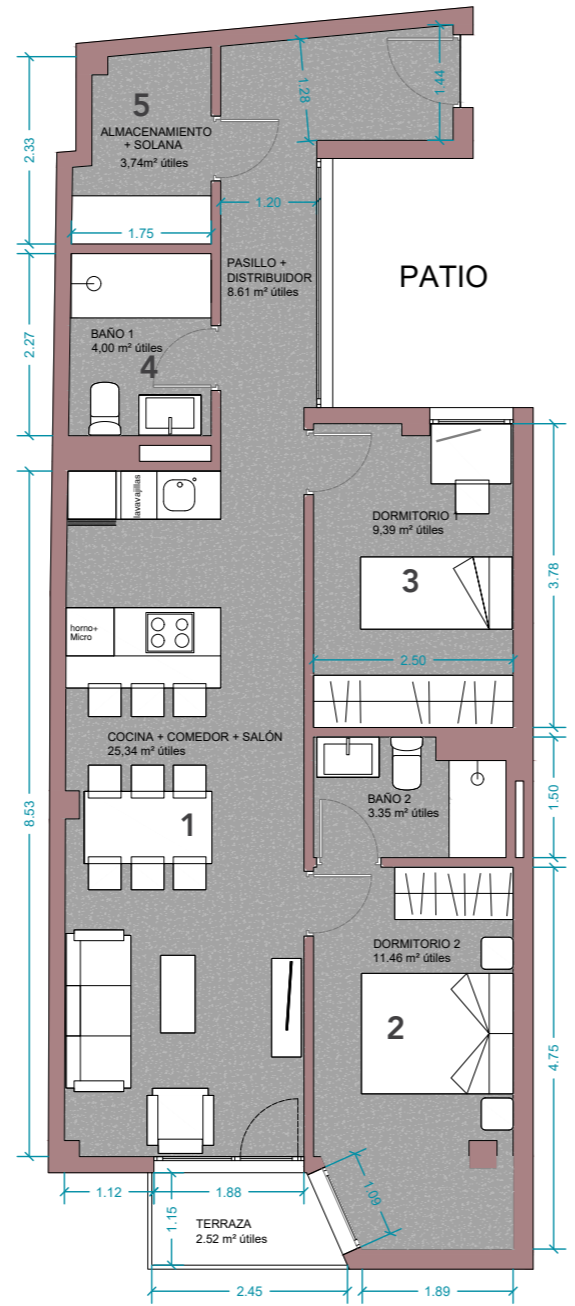 1.44
1.28
5
ALMACENAMIENTO
+ SOLANA
3,74m² útiles
2.33
1.75
1.20
PASILLO +
DISTRIBUIDOR
8.61 m² útiles
PATIO
BAÑO 1
4,00 m² útiles
4
2.27
lavavajillas
DORMITORIO 1
9,39 m² útiles
3
3.78
2.50
horno+
Micro
COCINA + COMEDOR + SALÓN
25,34 m² útiles
1
8.53
BAÑO 2
3.35 m² útiles
1.50
DORMITORIO 2
11.46 m² útiles
2
4.75
1.09
1.12
1.88
1.15
TERRAZA
2.52 m² útiles
2.45
1.89